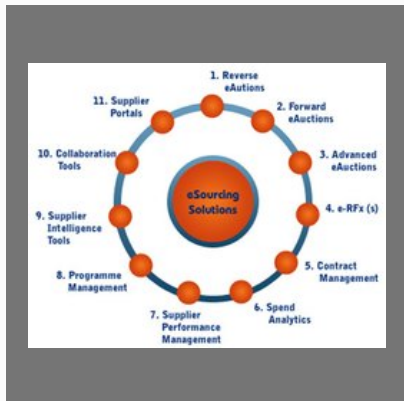 1. Reverse
eAutions
2. Forward
eAuctions
3. Advanced
eAuctions
4. e-RFx (s)
5. Contract
Management
6. Spend
Analytics
7. Supplier
Performance
Management
8. Programme
Management
9. Supplier
Intelligence
Tools
10. Collaboration
Tools
11. Supplier
Portals
eSourcing
Solutions